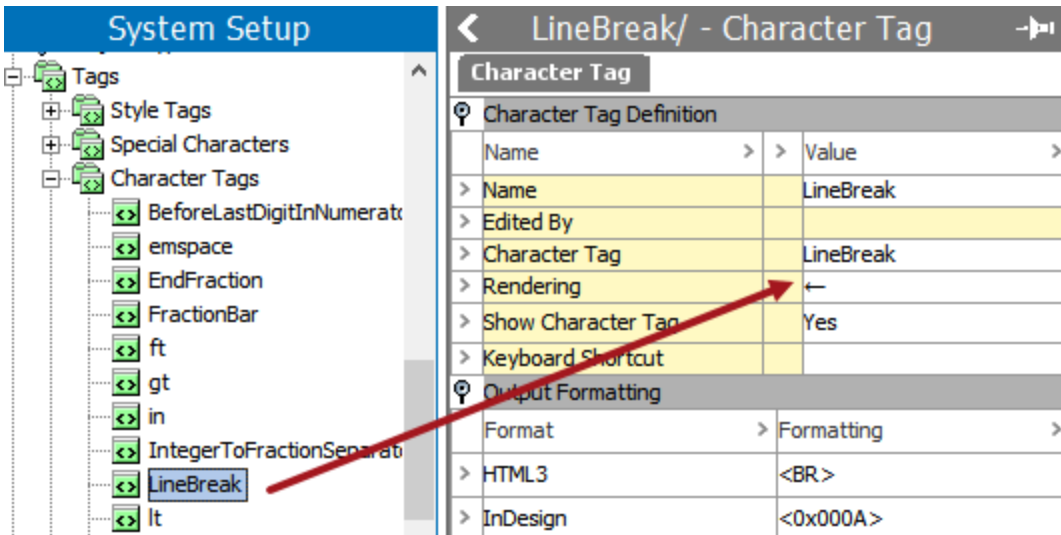 System Setup
Tags
Style Tags
Special Characters
Character Tags
BeforeLastDigitInNumerato
emspace
EndFraction
FractionBar
ft
gt
in
IntegerToFractionSeparat
LineBreak
lt
LineBreak/ - Character Tag
Character Tag
Character Tag Definition
Name > > Value >
> Name LineBreak
> Edited By
> Character Tag LineBreak
> Rendering ←
> Show Character Tag Yes
> Keyboard Shortcut
Output Formatting
Format > Formatting >
> HTML3 <BR>
> InDesign <0x000A>